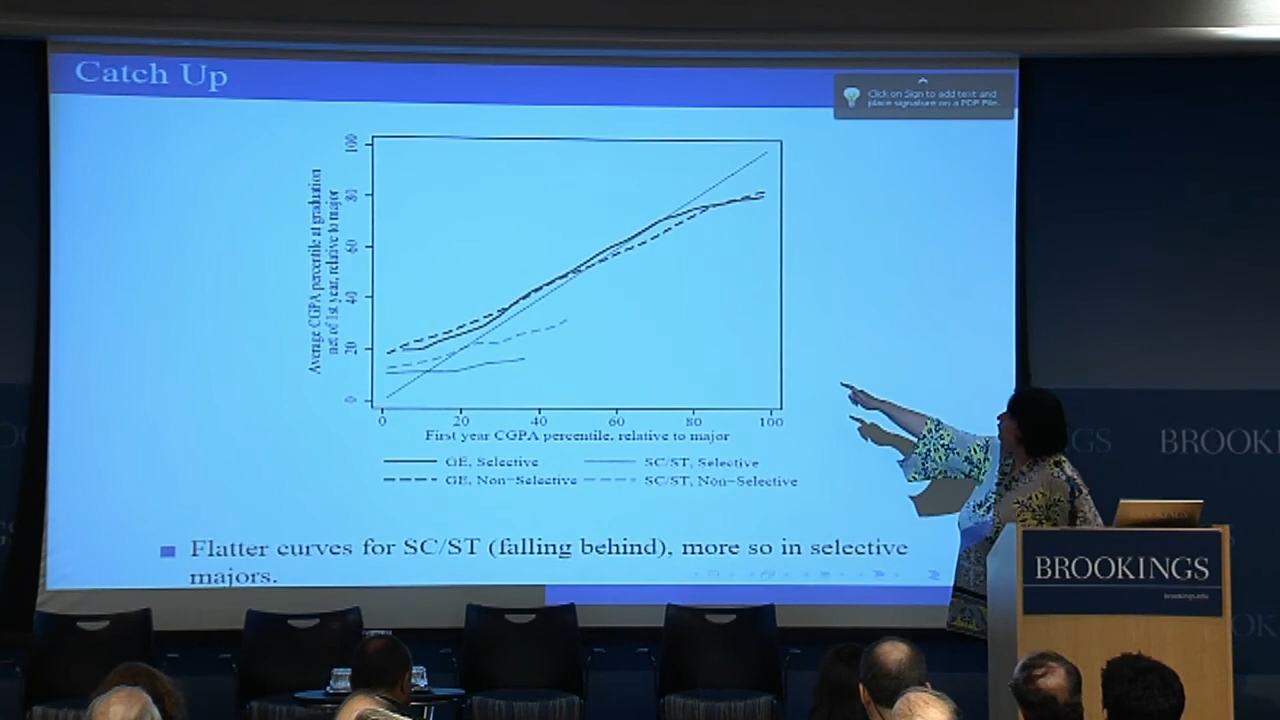 Catch Up
Click on Sign to add text and
place signature on a PDF File.
Average CGPA percentile at graduation
net of 1st year, relative to major
100
80
60
40
20
0
0 20 40 60 80 100
First year CGPA percentile, relative to major
GE, Selective SC/ST, Selective
GE, Non-Selective SC/ST, Non-Selective
Flatter curves for SC/ST (falling behind), more so in selective
majors.
BROOKINGS
brookings.edu
GS
BROOKI